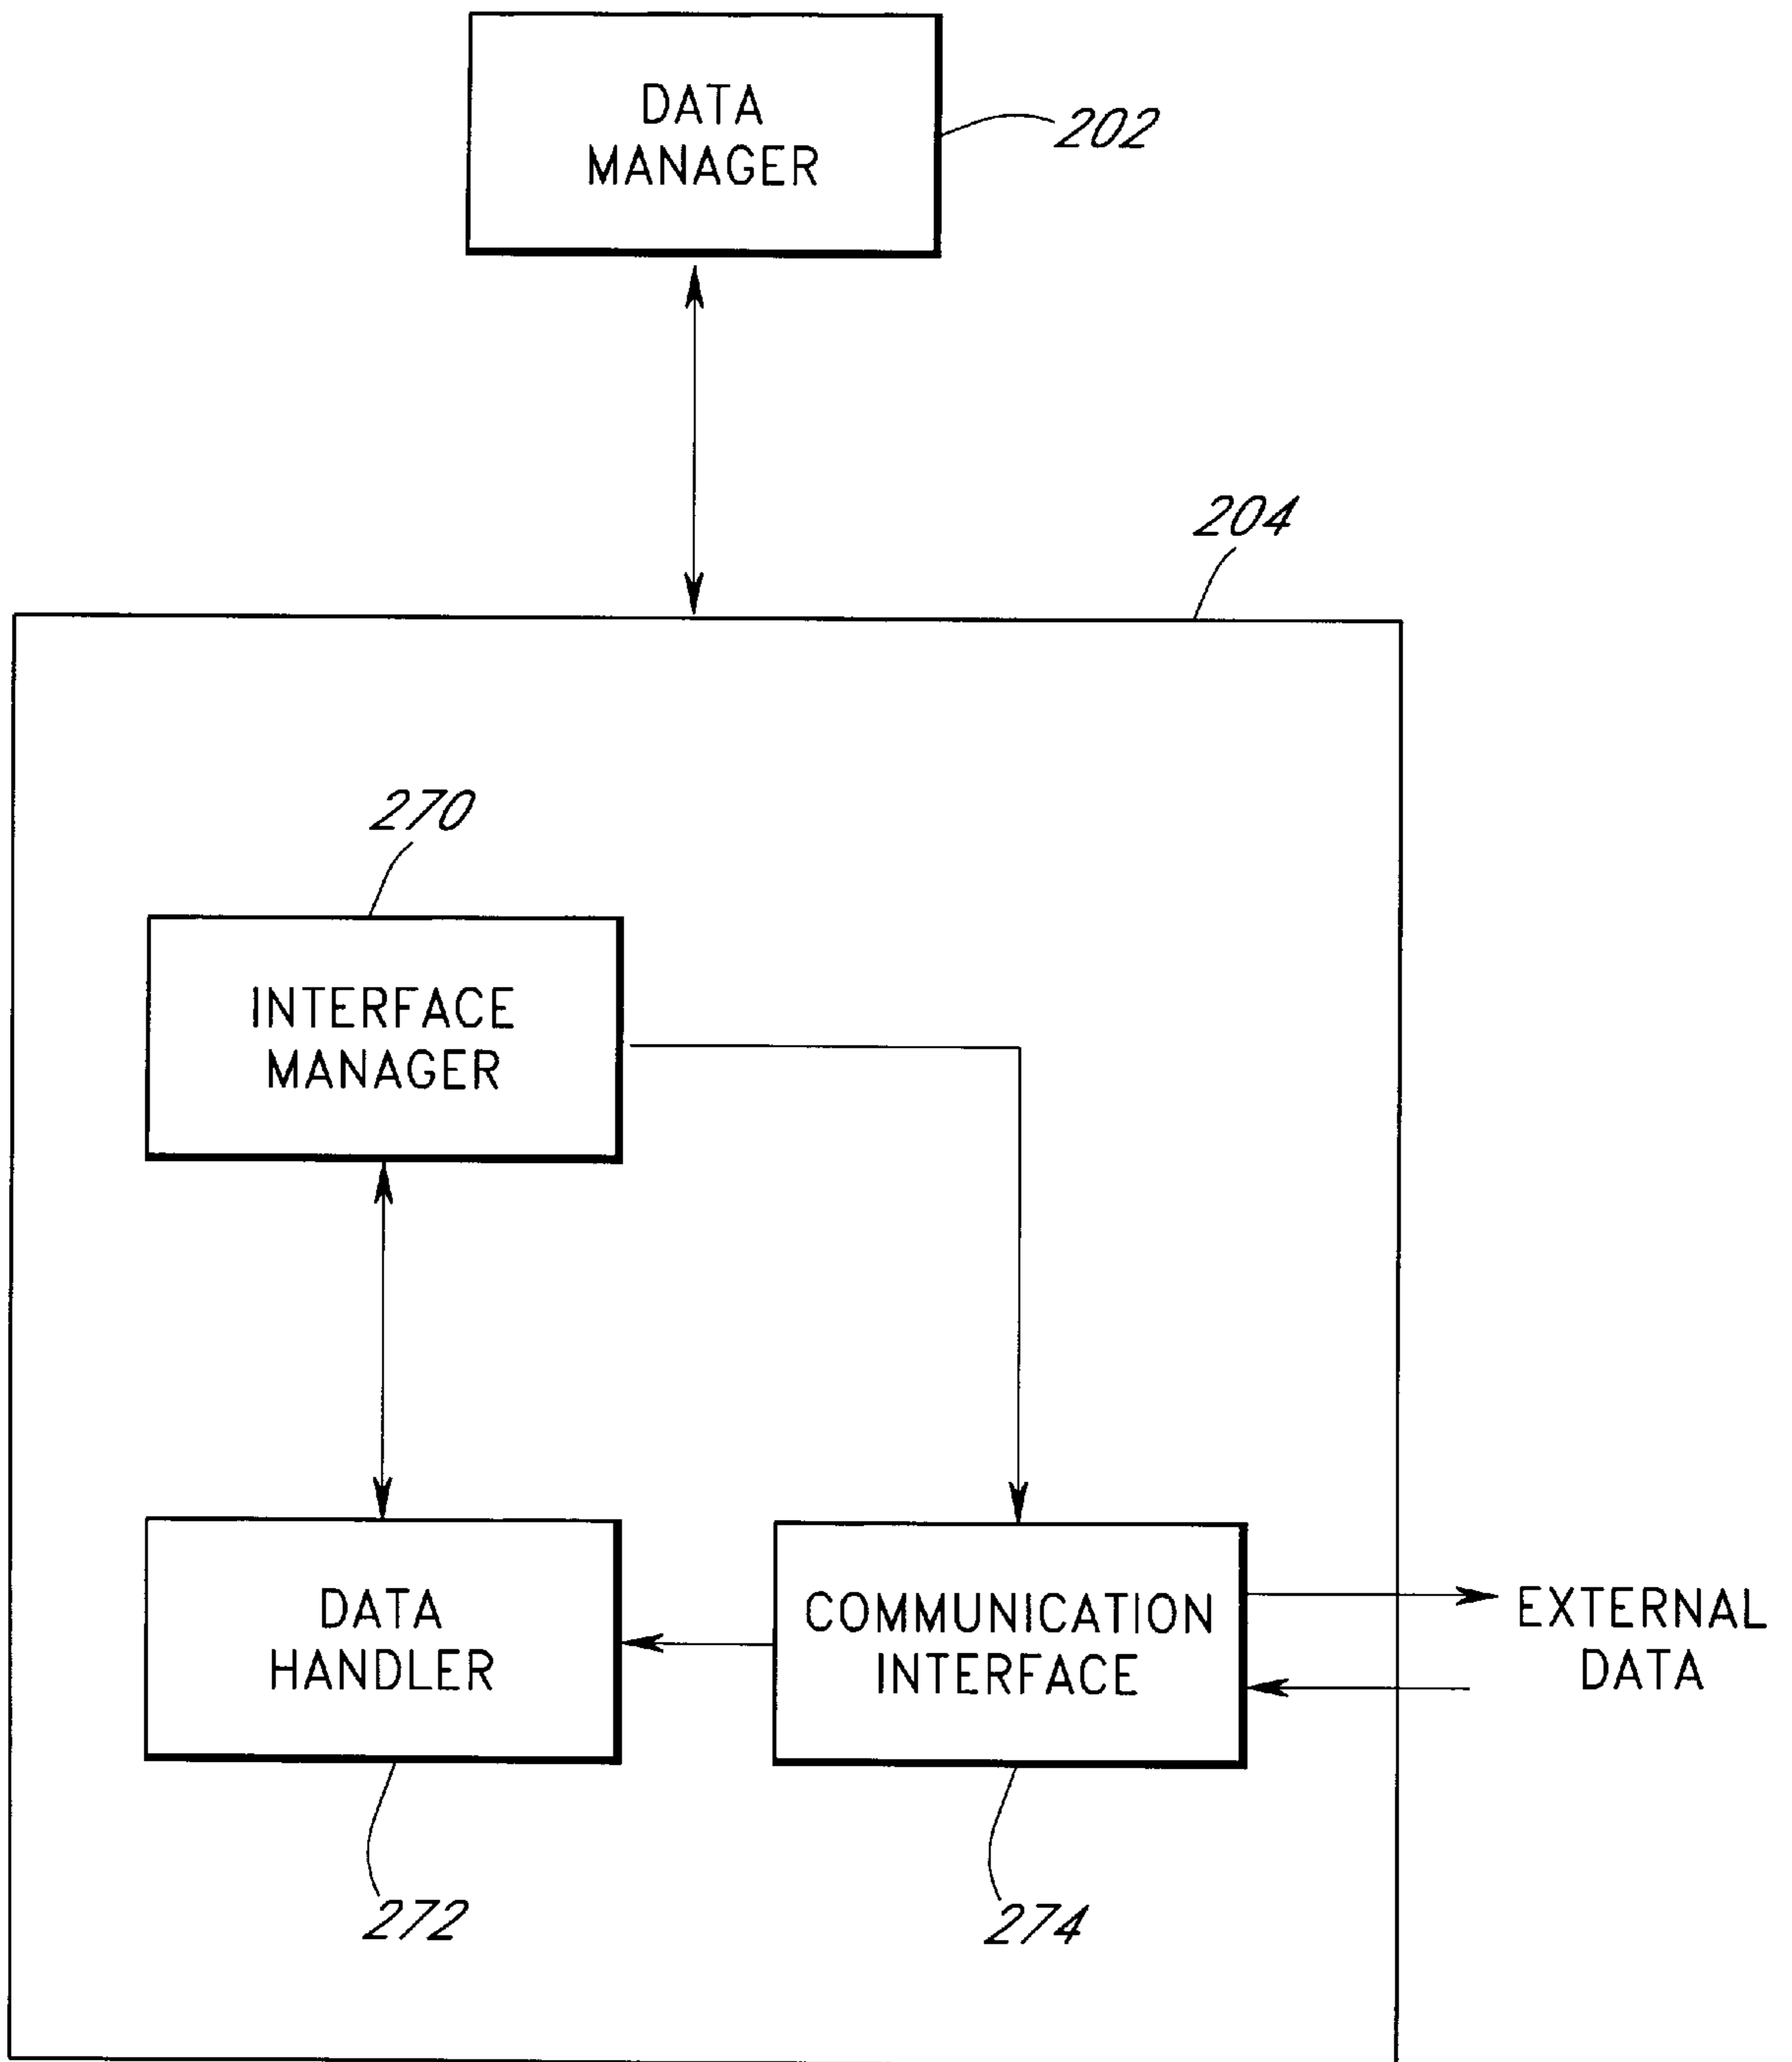 DATA
MANAGER
202
204
270
INTERFACE
MANAGER
DATA
HANDLER
COMMUNICATION
INTERFACE
EXTERNAL
DATA
272
274